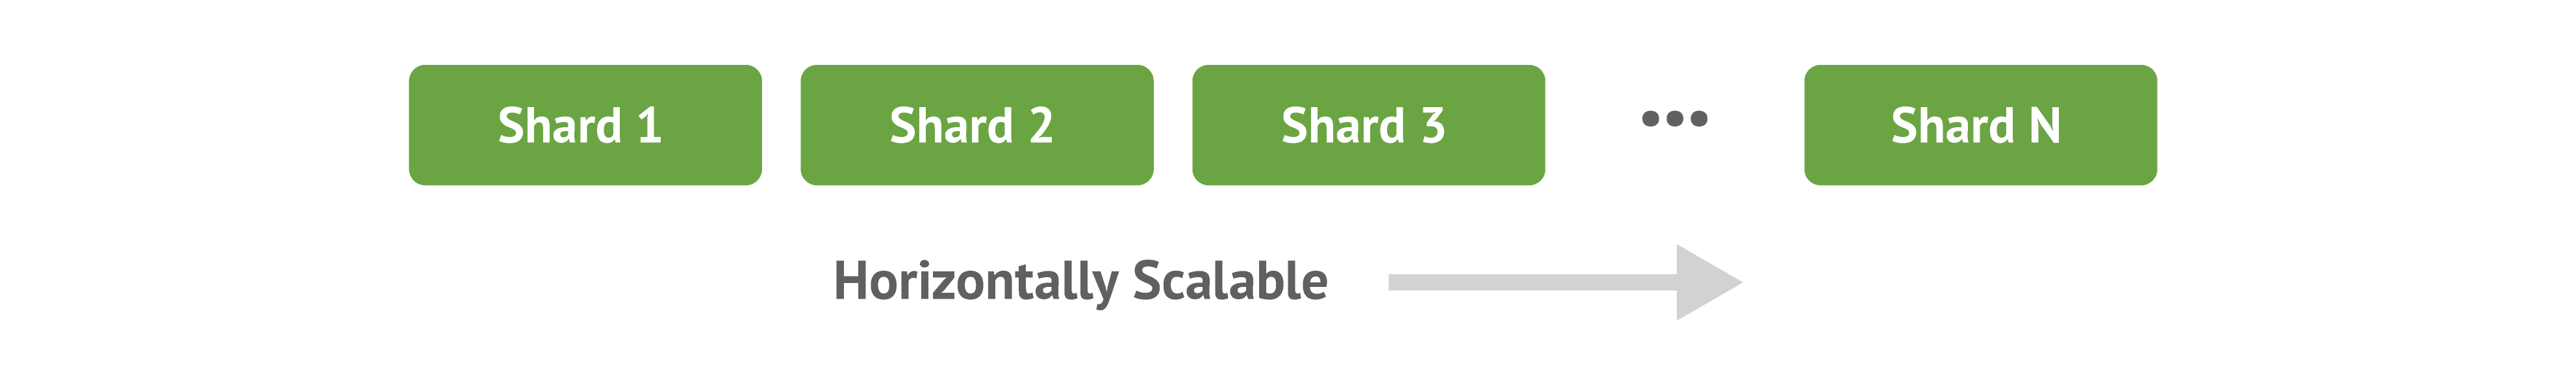 Shard 1 Shard 2 Shard 3 ••• Shard N
Horizontally Scalable